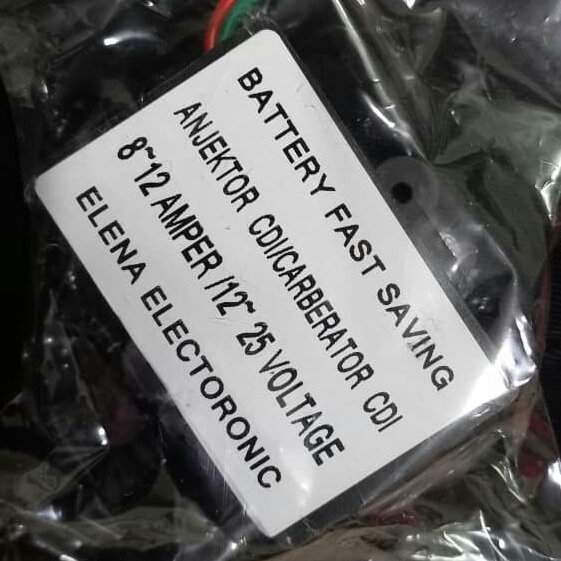 BATTERY FAST SAVING
ANJEKTOR CDI/CARBERATOR CDI
8~12 AMPER /12~ 25 VOLTAGE
ELENA ELECTORONIC